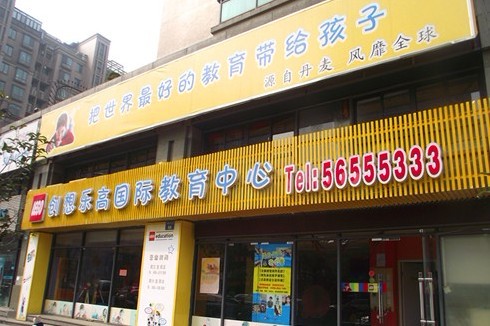 把世界最好的教育带给孩子
源自丹麦 风靡全球
创想乐高国际教育中心 Tel:56555333
education